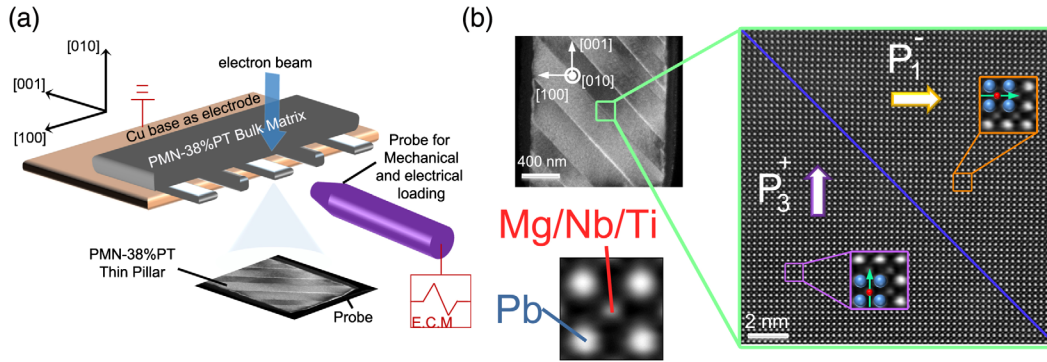 (a)
[010]
[001]
[100]
electron beam
Cu base as electrode
PMN-38%PT Bulk Matrix
Probe for
Mechanical
and electrical
loading
PMN-38%PT
Thin Pillar
Probe
E.C.M
(b)
[001]
[010]
[100]
400 nm
Mg/Nb/Ti
Pb
P1-
P3+
2 nm